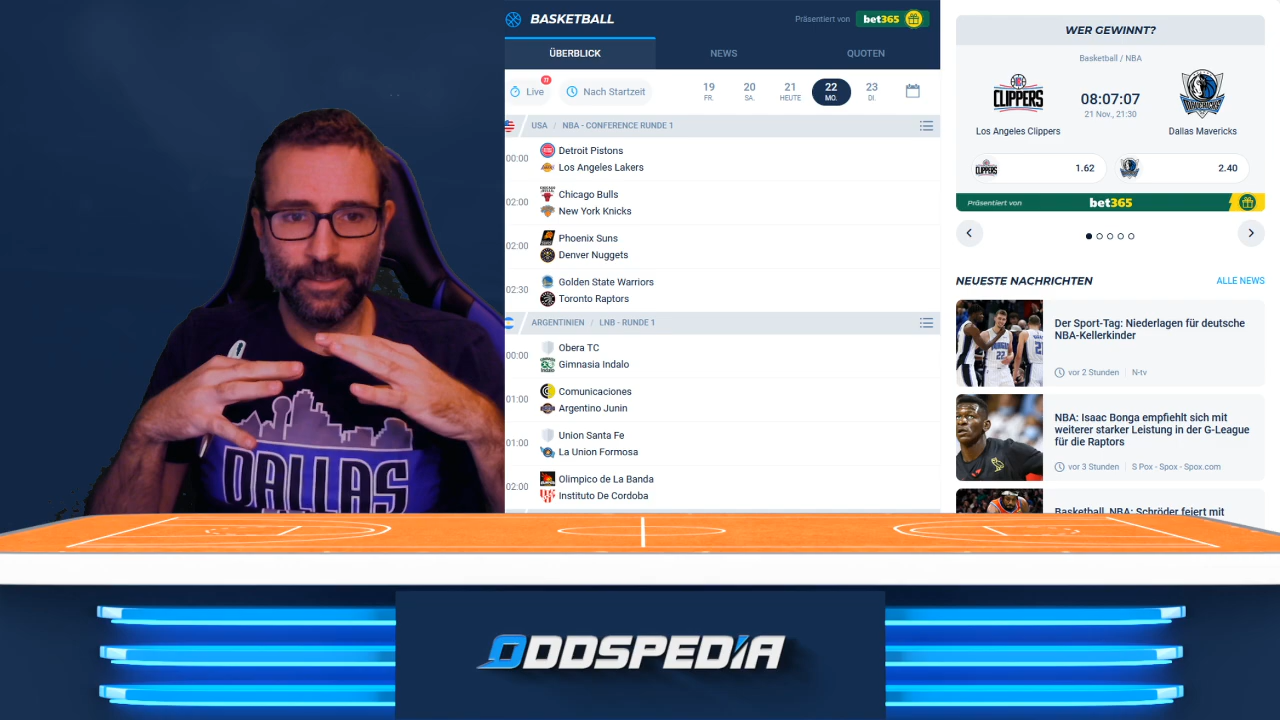 BASKETBALL
Präsentiert von bet365
ÜBERBLICK NEWS QUOTEN
Live Nach Startzeit
19 20 21 22 23
FR. SA. HEUTE MO. DI.
USA / NBA - CONFERENCE RUNDE 1
00:00
Detroit Pistons
Los Angeles Lakers
02:00
Chicago Bulls
New York Knicks
02:00
Phoenix Suns
Denver Nuggets
02:30
Golden State Warriors
Toronto Raptors
ARGENTINIEN / LNB - RUNDE 1
00:00
Obera TC
Gimnasia Indalo
01:00
Comunicaciones
Argentino Junin
01:00
Union Santa Fe
La Union Formosa
02:00
Olimpico de La Banda
Instituto De Cordoba
WER GEWINNT?
Basketball / NBA
CLIPPERS
08:07:07
21 Nov., 21:30
Los Angeles Clippers
Dallas Mavericks
CLIPPERS 1.62
2.40
Präsentiert von bet365
NEUESTE NACHRICHTEN ALLE NEWS
Der Sport-Tag: Niederlagen für deutsche
NBA-Kellerkinder
vor 2 Stunden N-tv
NBA: Isaac Bonga empfiehlt sich mit
weiterer starker Leistung in der G-League
für die Raptors
vor 3 Stunden S Pox - Spox - Spox.com
Basketball, NBA: Schröder feiert mit
DALLAS
ODDSPEDIA